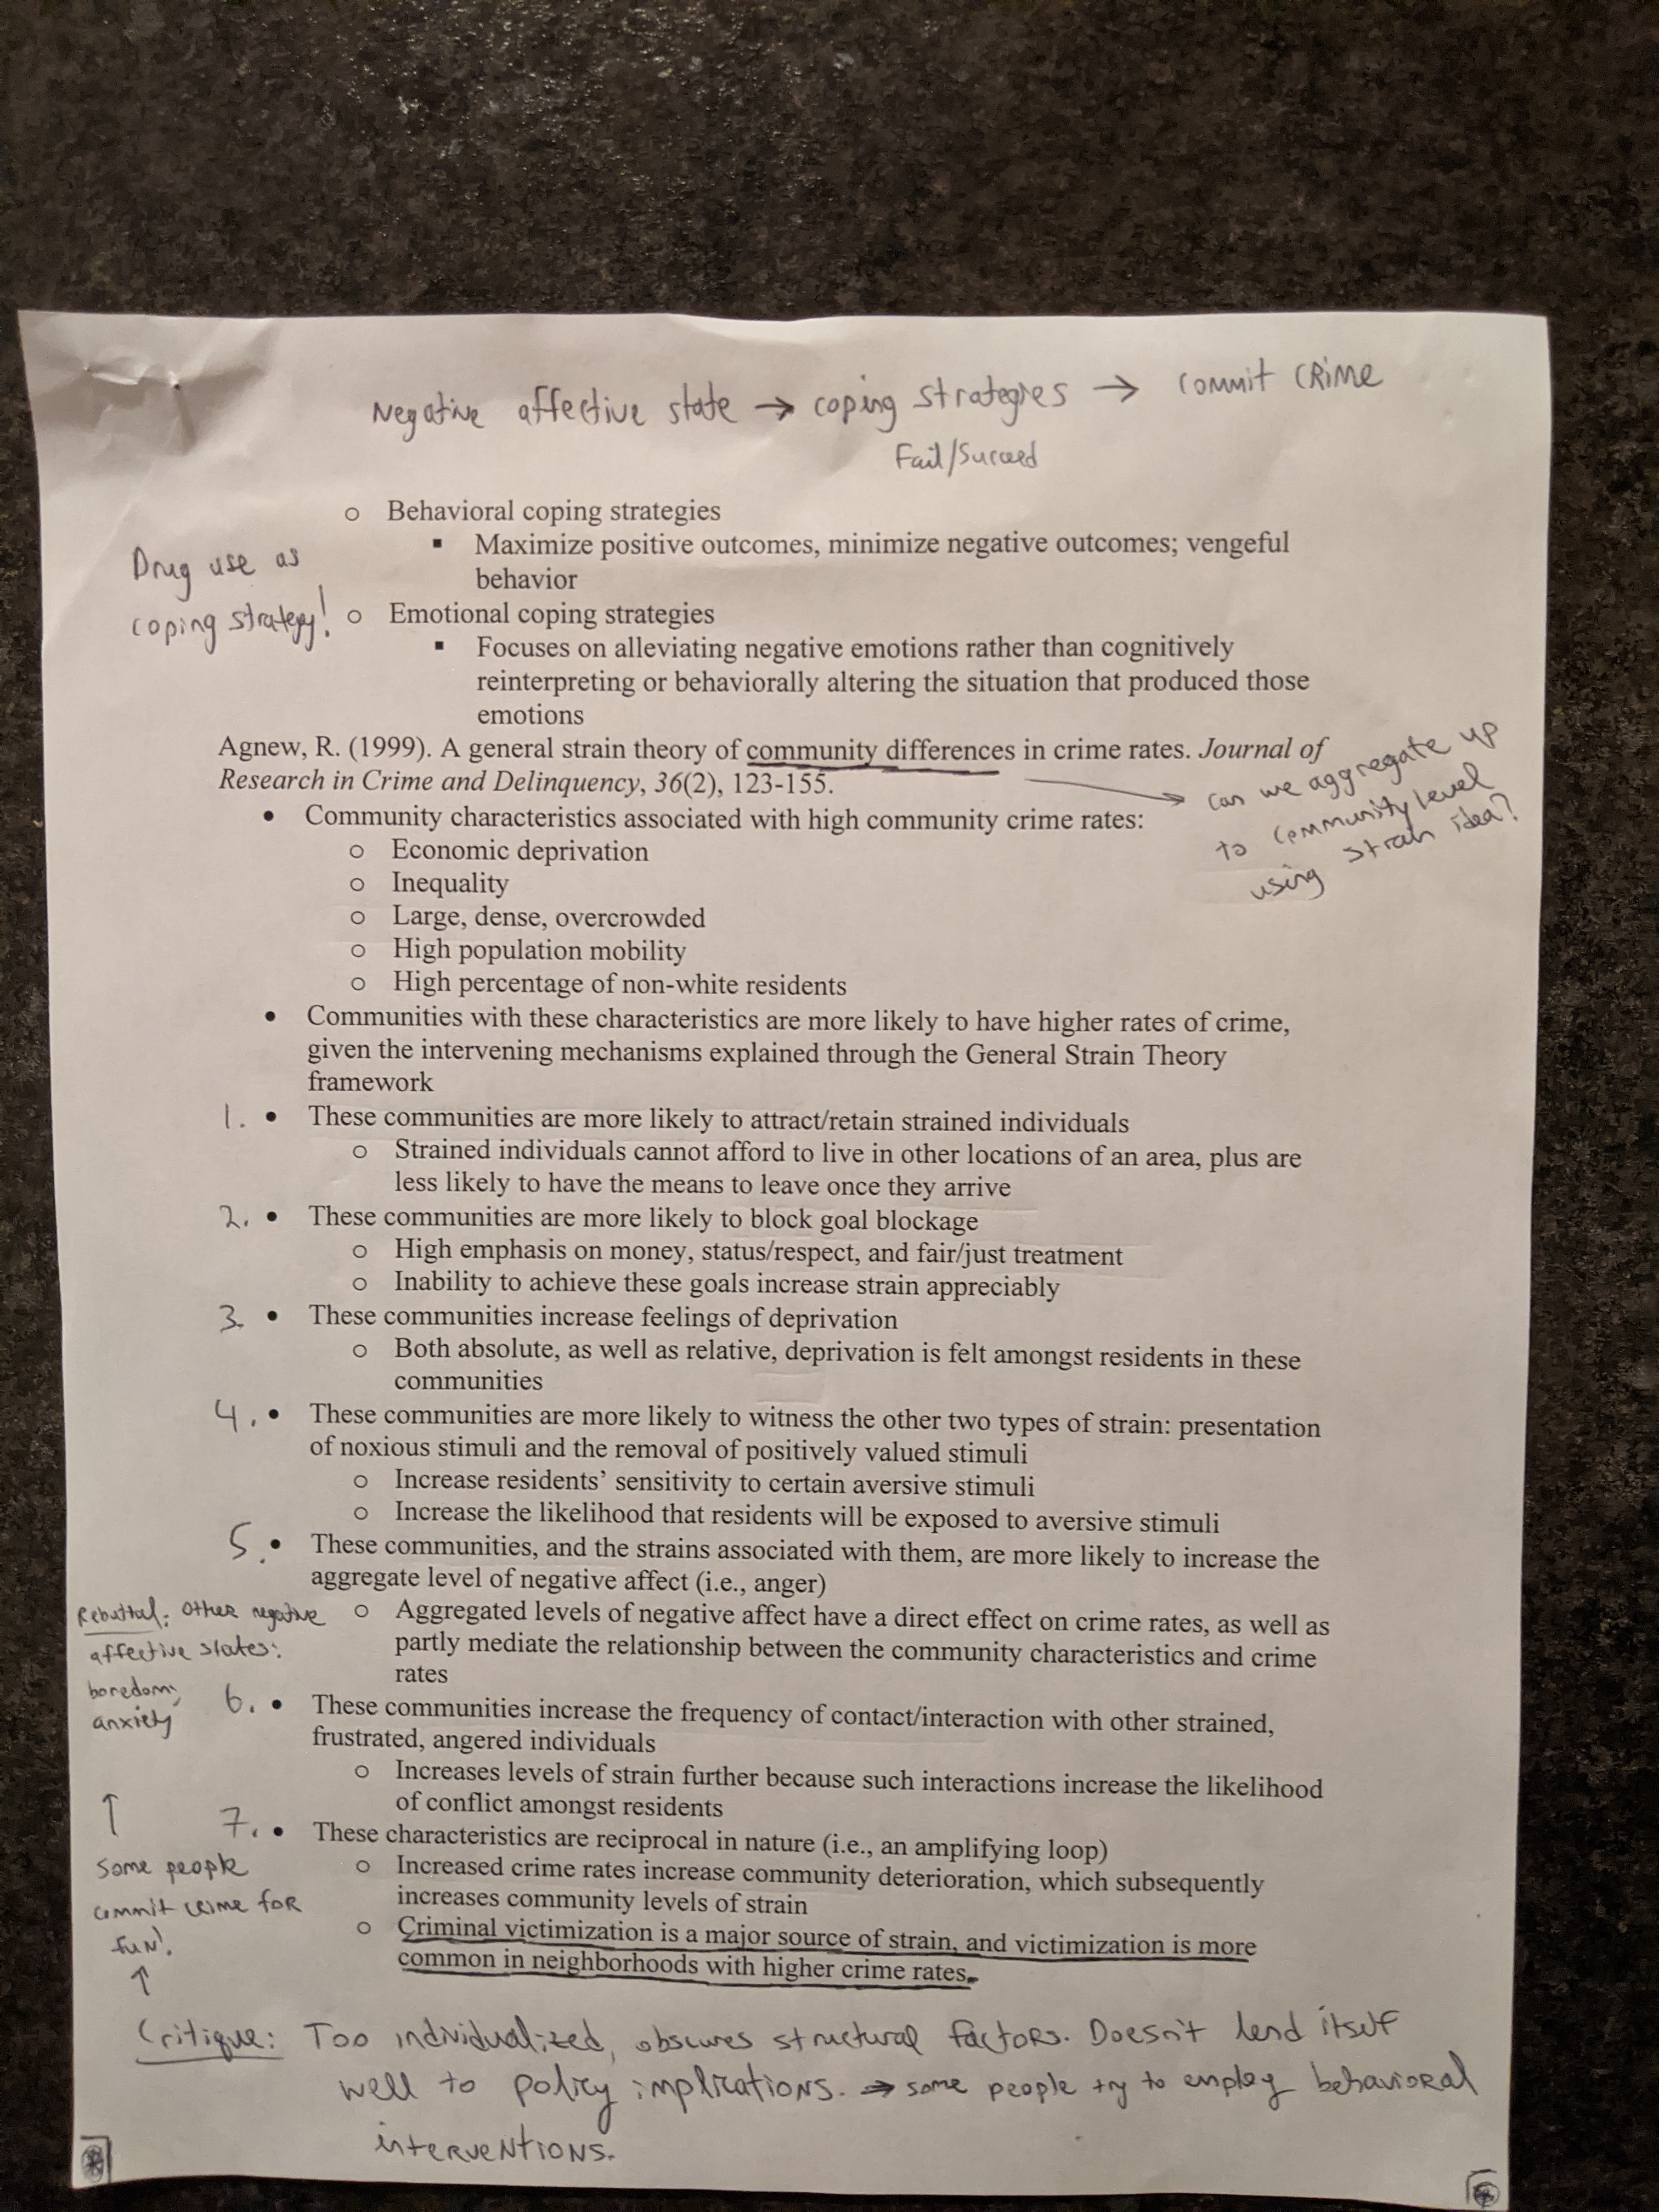 Negative affective state → coping strategies → commit CRiMe
Fail/Succeed
○ Behavioral coping strategies
▪ Maximize positive outcomes, minimize negative outcomes; vengeful
behavior
Drug use as
coping strategy!
○ Emotional coping strategies
▪ Focuses on alleviating negative emotions rather than cognitively
reinterpreting or behaviorally altering the situation that produced those
emotions
Agnew, R. (1999). A general strain theory of community differences in crime rates. Journal of
Research in Crime and Delinquency, 36(2), 123-155.
→ can we aggregate up
to community level
using strain idea?
• Community characteristics associated with high community crime rates:
○ Economic deprivation
○ Inequality
○ Large, dense, overcrowded
○ High population mobility
○ High percentage of non-white residents
• Communities with these characteristics are more likely to have higher rates of crime,
given the intervening mechanisms explained through the General Strain Theory
framework
1. • These communities are more likely to attract/retain strained individuals
○ Strained individuals cannot afford to live in other locations of an area, plus are
less likely to have the means to leave once they arrive
2. • These communities are more likely to block goal blockage
○ High emphasis on money, status/respect, and fair/just treatment
○ Inability to achieve these goals increase strain appreciably
3. • These communities increase feelings of deprivation
○ Both absolute, as well as relative, deprivation is felt amongst residents in these
communities
4. • These communities are more likely to witness the other two types of strain: presentation
of noxious stimuli and the removal of positively valued stimuli
○ Increase residents’ sensitivity to certain aversive stimuli
○ Increase the likelihood that residents will be exposed to aversive stimuli
5. • These communities, and the strains associated with them, are more likely to increase the
aggregate level of negative affect (i.e., anger)
○ Aggregated levels of negative affect have a direct effect on crime rates, as well as
partly mediate the relationship between the community characteristics and crime
rates
Rebuttal: Other negative
affective states:
boredom,
anxiety
6. • These communities increase the frequency of contact/interaction with other strained,
frustrated, angered individuals
○ Increases levels of strain further because such interactions increase the likelihood
of conflict amongst residents
7. • These characteristics are reciprocal in nature (i.e., an amplifying loop)
○ Increased crime rates increase community deterioration, which subsequently
increases community levels of strain
○ Criminal victimization is a major source of strain, and victimization is more
common in neighborhoods with higher crime rates.
↑
Some people
commit crime for
fun!
↑
Critique: Too individualized, obscures structural factors. Doesn't lend itself
well to policy implications. → some people try to employ behavioral
interventions.